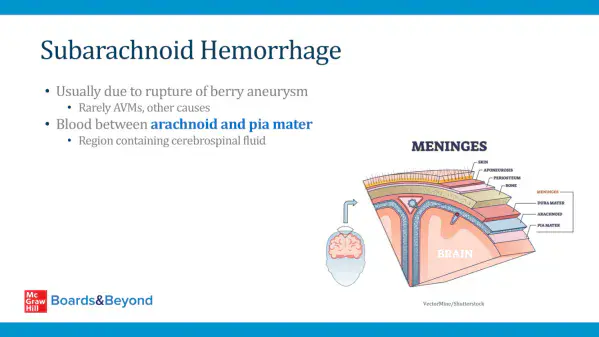 Subarachnoid Hemorrhage
• Usually due to rupture of berry aneurysm
• Rarely AVMs, other causes
• Blood between arachnoid and pia mater
• Region containing cerebrospinal fluid
MENINGES
SKIN
APONEUROSIS
PERIOSTEUM
BONE
MENINGES
DURA MATER
ARACHNOID
PIA MATER
BRAIN
Mc
Graw
Hill
Boards&Beyond
VectorMine/Shutterstock